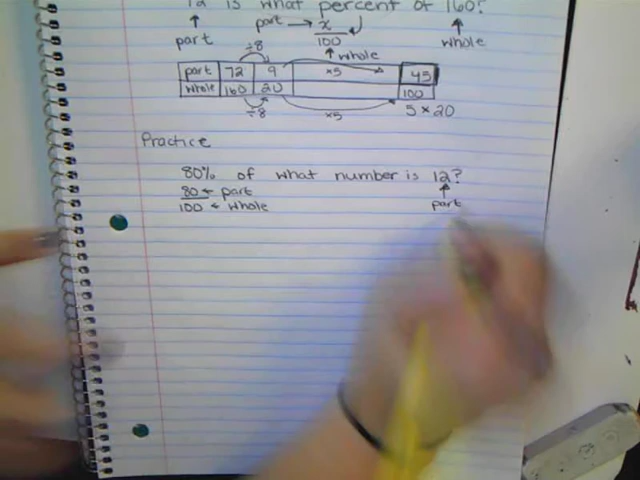 72 is what percent of 160?
part → x
100
part
whole
whole
÷8
part 72 9 ×5 45
whole 160 20 100
÷8 ×5 5 × 20
Practice
80% of what number is 12?
80 ← part
100 ← whole
part